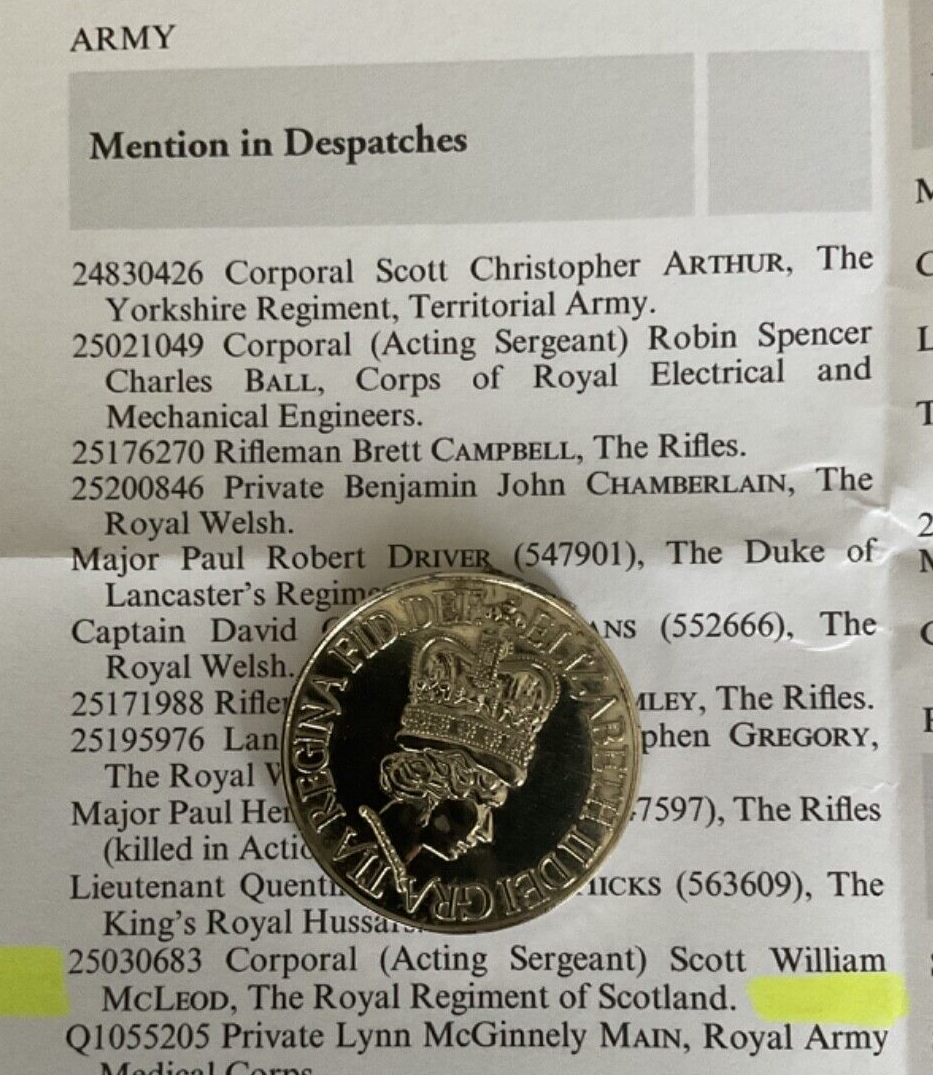 ARMY
Mention in Despatches
24830426 Corporal Scott Christopher ARTHUR, The
Yorkshire Regiment, Territorial Army.
25021049 Corporal (Acting Sergeant) Robin Spencer
Charles BALL, Corps of Royal Electrical and
Mechanical Engineers.
25176270 Rifleman Brett CAMPBELL, The Rifles.
25200846 Private Benjamin John CHAMBERLAIN, The
Royal Welsh.
Major Paul Robert DRIVER (547901), The Duke of
Lancaster's
Captain David (552666), The
Royal Welsh.
25171988 The Rifles.
25195976 GREGORY,
The Royal
Major Paul The Rifles
(killed in
Lieutenant (563609), The
King's Royal
25030683 Corporal (Acting Sergeant) Scott William
MCLEOD, The Royal Regiment of Scotland.
Q1055205 Private Lynn McGinnely MAIN, Royal Army
Medical Corps
ELIZABETH II DEI GRATIA REGINA FID. DEF.